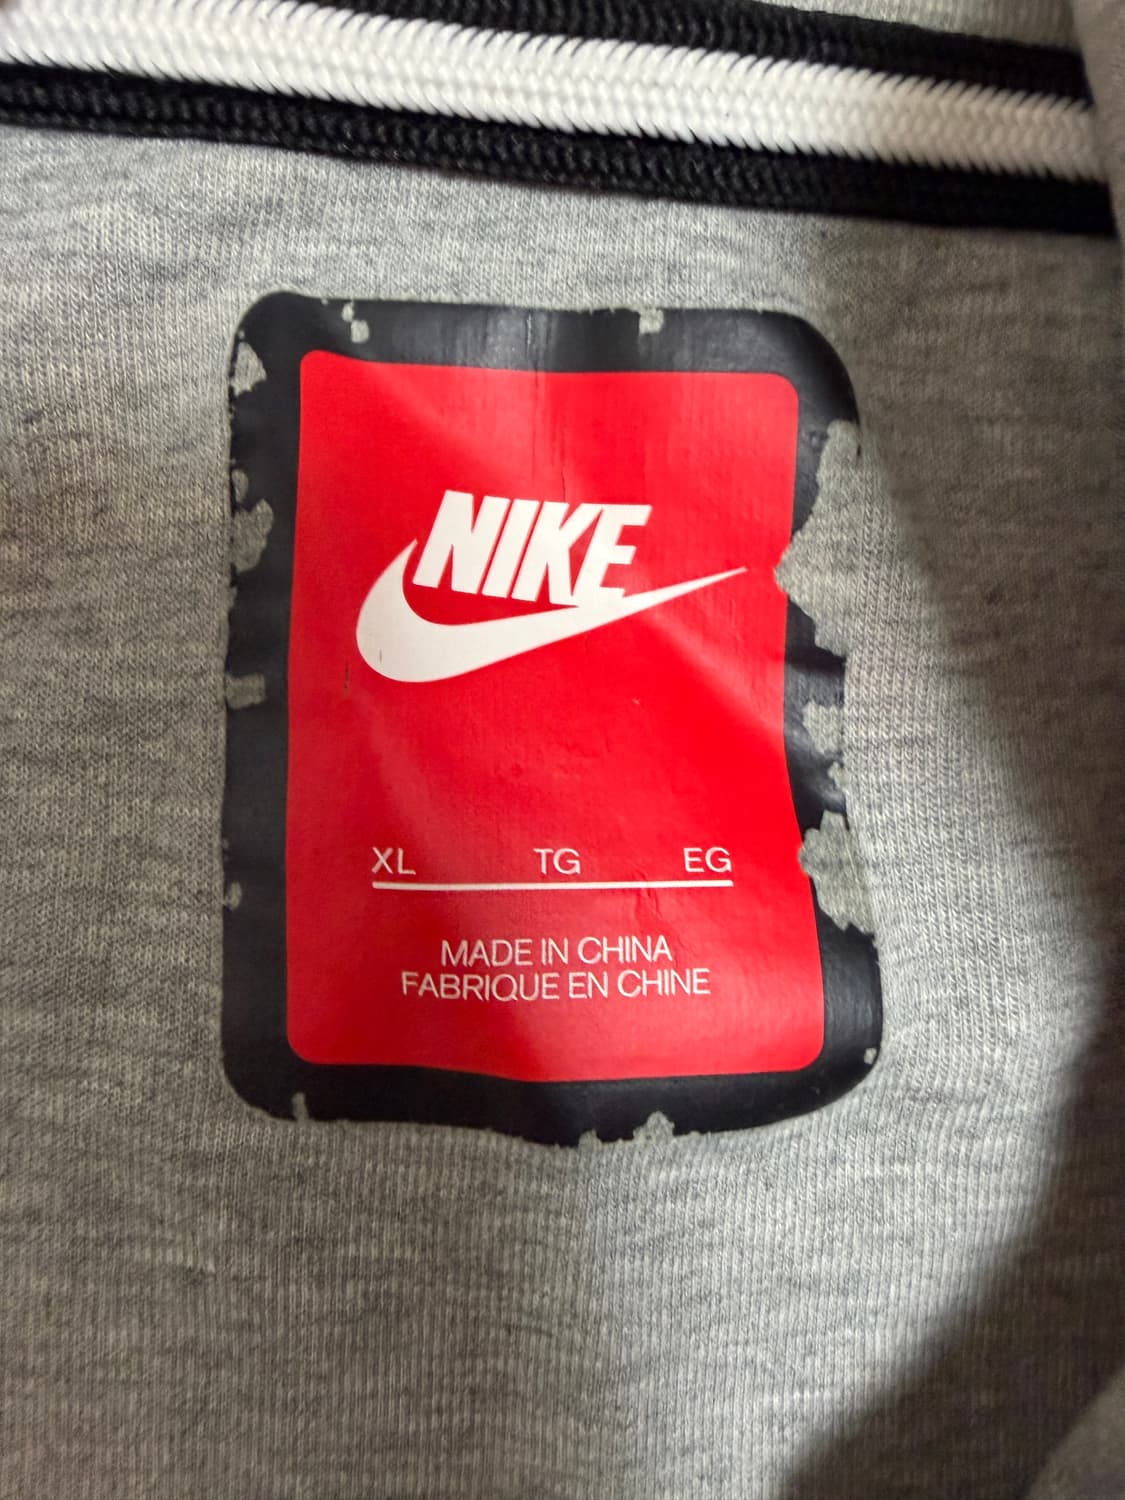 NIKE
XL TG EG
MADE IN CHINA
FABRIQUE EN CHINE